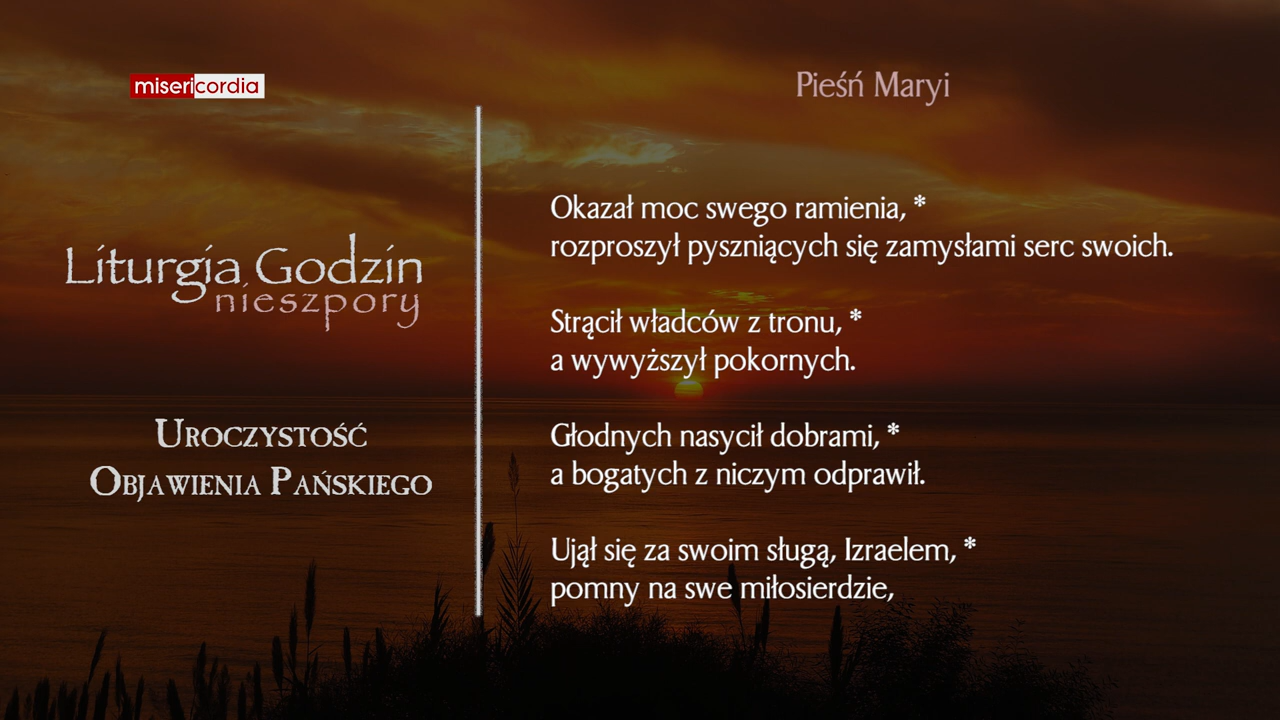 misericordia
Pieśń Maryi
Liturgia Godzin
nieszpory
Uroczystość
Objawienia Pańskiego
Okazał moc swego ramienia, *
rozproszył pyszniących się zamysłami serc swoich.
Strącił władców z tronu, *
a wywyższył pokornych.
Głodnych nasycił dobrami, *
a bogatych z niczym odprawił.
Ujął się za swoim sługą, Izraelem, *
pomny na swe miłosierdzie,